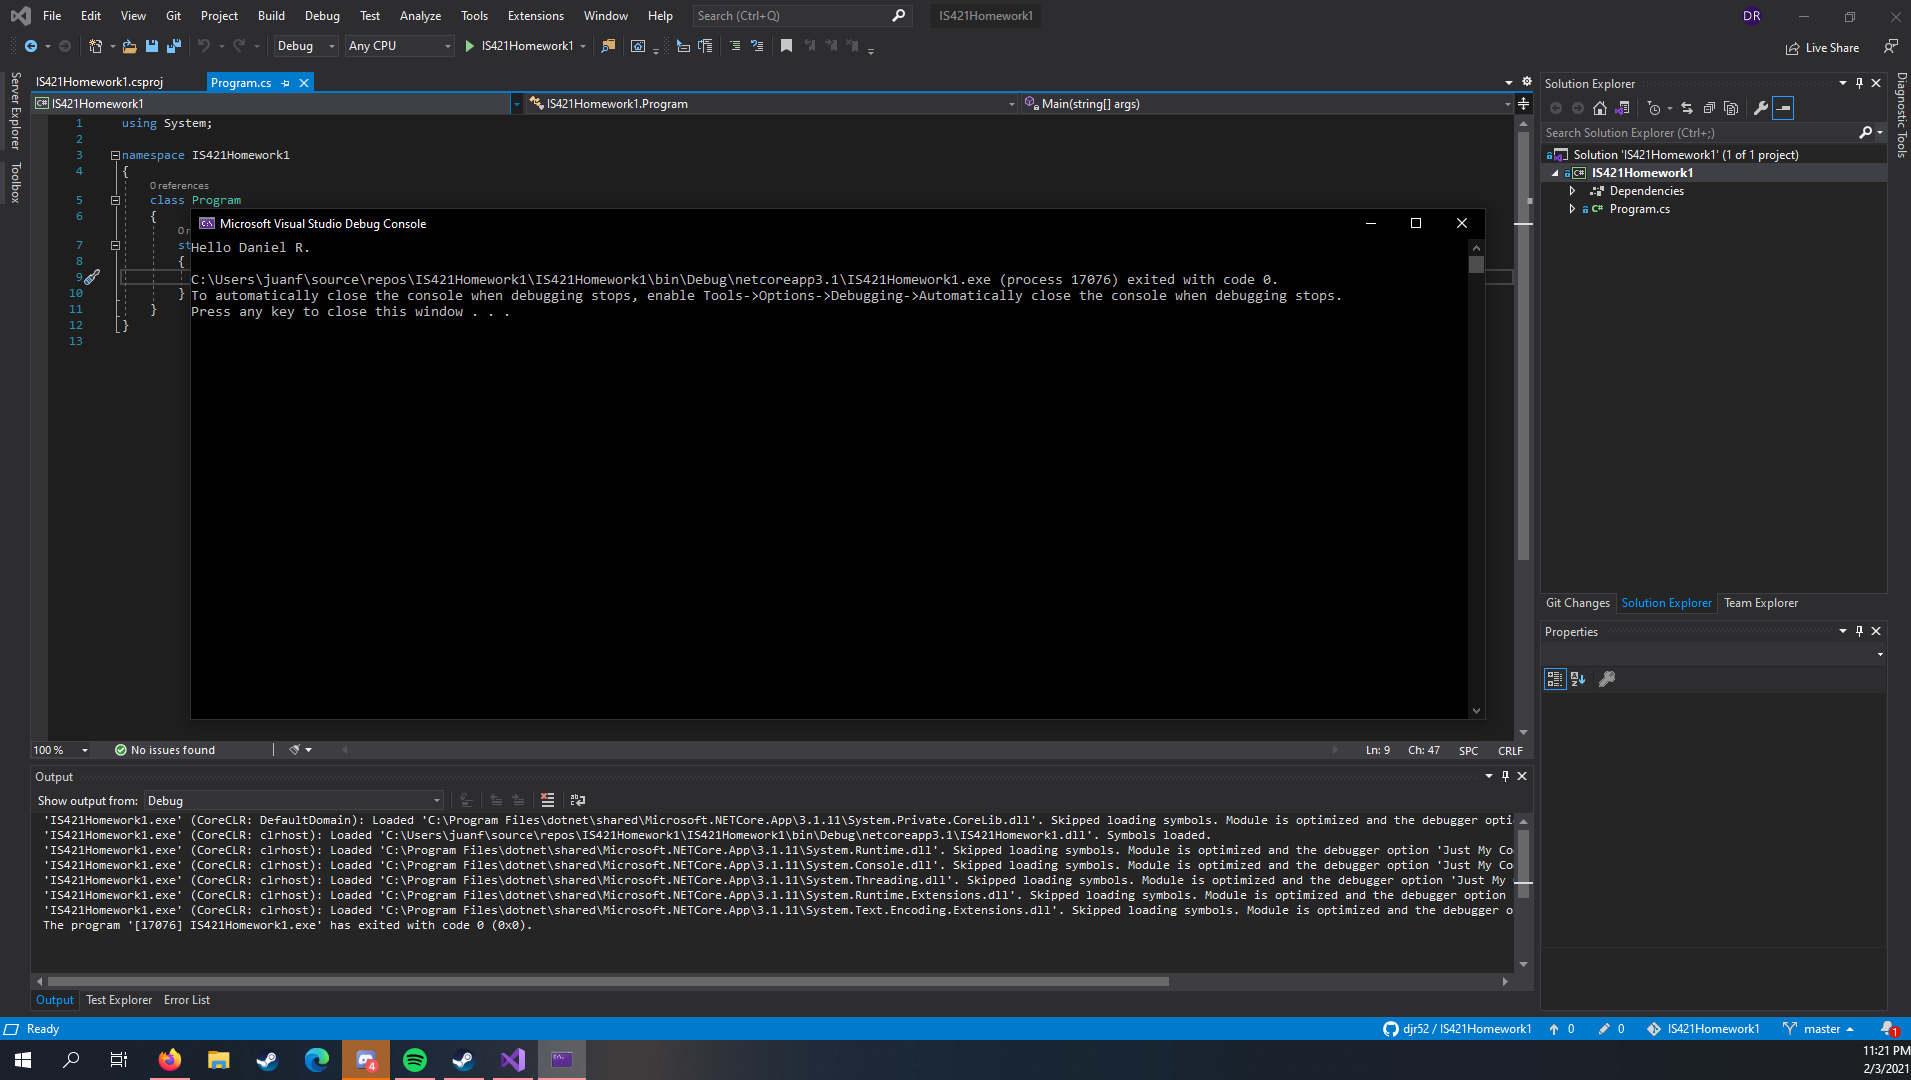 File Edit View Git Project Build Debug Test Analyze Tools Extensions Window Help Search (Ctrl+Q) IS421Homework1 DR
Debug Any CPU IS421Homework1 Live Share
Server Explorer
Toolbox
IS421Homework1.csproj Program.cs
C# IS421Homework1 IS421Homework1.Program Main(string[] args)
1 using System;
2
3 namespace IS421Homework1
4 {
0 references
5 class Program
6 {
0 r
7 st
8 {
9
10 }
11 }
12 }
13
Microsoft Visual Studio Debug Console
Hello Daniel R.
C:\Users\juanf\source\repos\IS421Homework1\IS421Homework1\bin\Debug\netcoreapp3.1\IS421Homework1.exe (process 17076) exited with code 0.
To automatically close the console when debugging stops, enable Tools->Options->Debugging->Automatically close the console when debugging stops.
Press any key to close this window . . .
100 % No issues found Ln: 9 Ch: 47 SPC CRLF
Output
Show output from: Debug
'IS421Homework1.exe' (CoreCLR: DefaultDomain): Loaded 'C:\Program Files\dotnet\shared\Microsoft.NETCore.App\3.1.11\System.Private.CoreLib.dll'. Skipped loading symbols. Module is optimized and the debugger opti
'IS421Homework1.exe' (CoreCLR: clrhost): Loaded 'C:\Users\juanf\source\repos\IS421Homework1\IS421Homework1\bin\Debug\netcoreapp3.1\IS421Homework1.dll'. Symbols loaded.
'IS421Homework1.exe' (CoreCLR: clrhost): Loaded 'C:\Program Files\dotnet\shared\Microsoft.NETCore.App\3.1.11\System.Runtime.dll'. Skipped loading symbols. Module is optimized and the debugger option 'Just My Co
'IS421Homework1.exe' (CoreCLR: clrhost): Loaded 'C:\Program Files\dotnet\shared\Microsoft.NETCore.App\3.1.11\System.Console.dll'. Skipped loading symbols. Module is optimized and the debugger option 'Just My Co
'IS421Homework1.exe' (CoreCLR: clrhost): Loaded 'C:\Program Files\dotnet\shared\Microsoft.NETCore.App\3.1.11\System.Threading.dll'. Skipped loading symbols. Module is optimized and the debugger option 'Just My
'IS421Homework1.exe' (CoreCLR: clrhost): Loaded 'C:\Program Files\dotnet\shared\Microsoft.NETCore.App\3.1.11\System.Runtime.Extensions.dll'. Skipped loading symbols. Module is optimized and the debugger option
'IS421Homework1.exe' (CoreCLR: clrhost): Loaded 'C:\Program Files\dotnet\shared\Microsoft.NETCore.App\3.1.11\System.Text.Encoding.Extensions.dll'. Skipped loading symbols. Module is optimized and the debugger o
The program '[17076] IS421Homework1.exe' has exited with code 0 (0x0).
Output Test Explorer Error List
Solution Explorer
Search Solution Explorer (Ctrl+;)
Solution 'IS421Homework1' (1 of 1 project)
C# IS421Homework1
Dependencies
C# Program.cs
Git Changes Solution Explorer Team Explorer
Properties
Diagnostic Tools
Ready djr52 / IS421Homework1 0 0 IS421Homework1 master 1
4
11:21 PM
2/3/2021